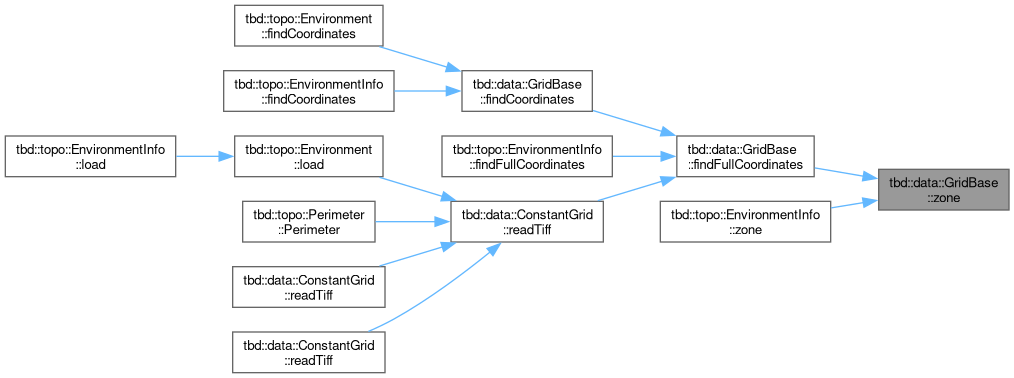 tbd::topo::Environment
::findCoordinates
tbd::topo::EnvironmentInfo
::findCoordinates
tbd::data::GridBase
::findCoordinates
tbd::topo::EnvironmentInfo
::load
tbd::topo::Environment
::load
tbd::topo::EnvironmentInfo
::findFullCoordinates
tbd::data::GridBase
::findFullCoordinates
tbd::data::GridBase
::zone
tbd::topo::Perimeter
::Perimeter
tbd::data::ConstantGrid
::readTiff
tbd::topo::EnvironmentInfo
::zone
tbd::data::ConstantGrid
::readTiff
tbd::data::ConstantGrid
::readTiff